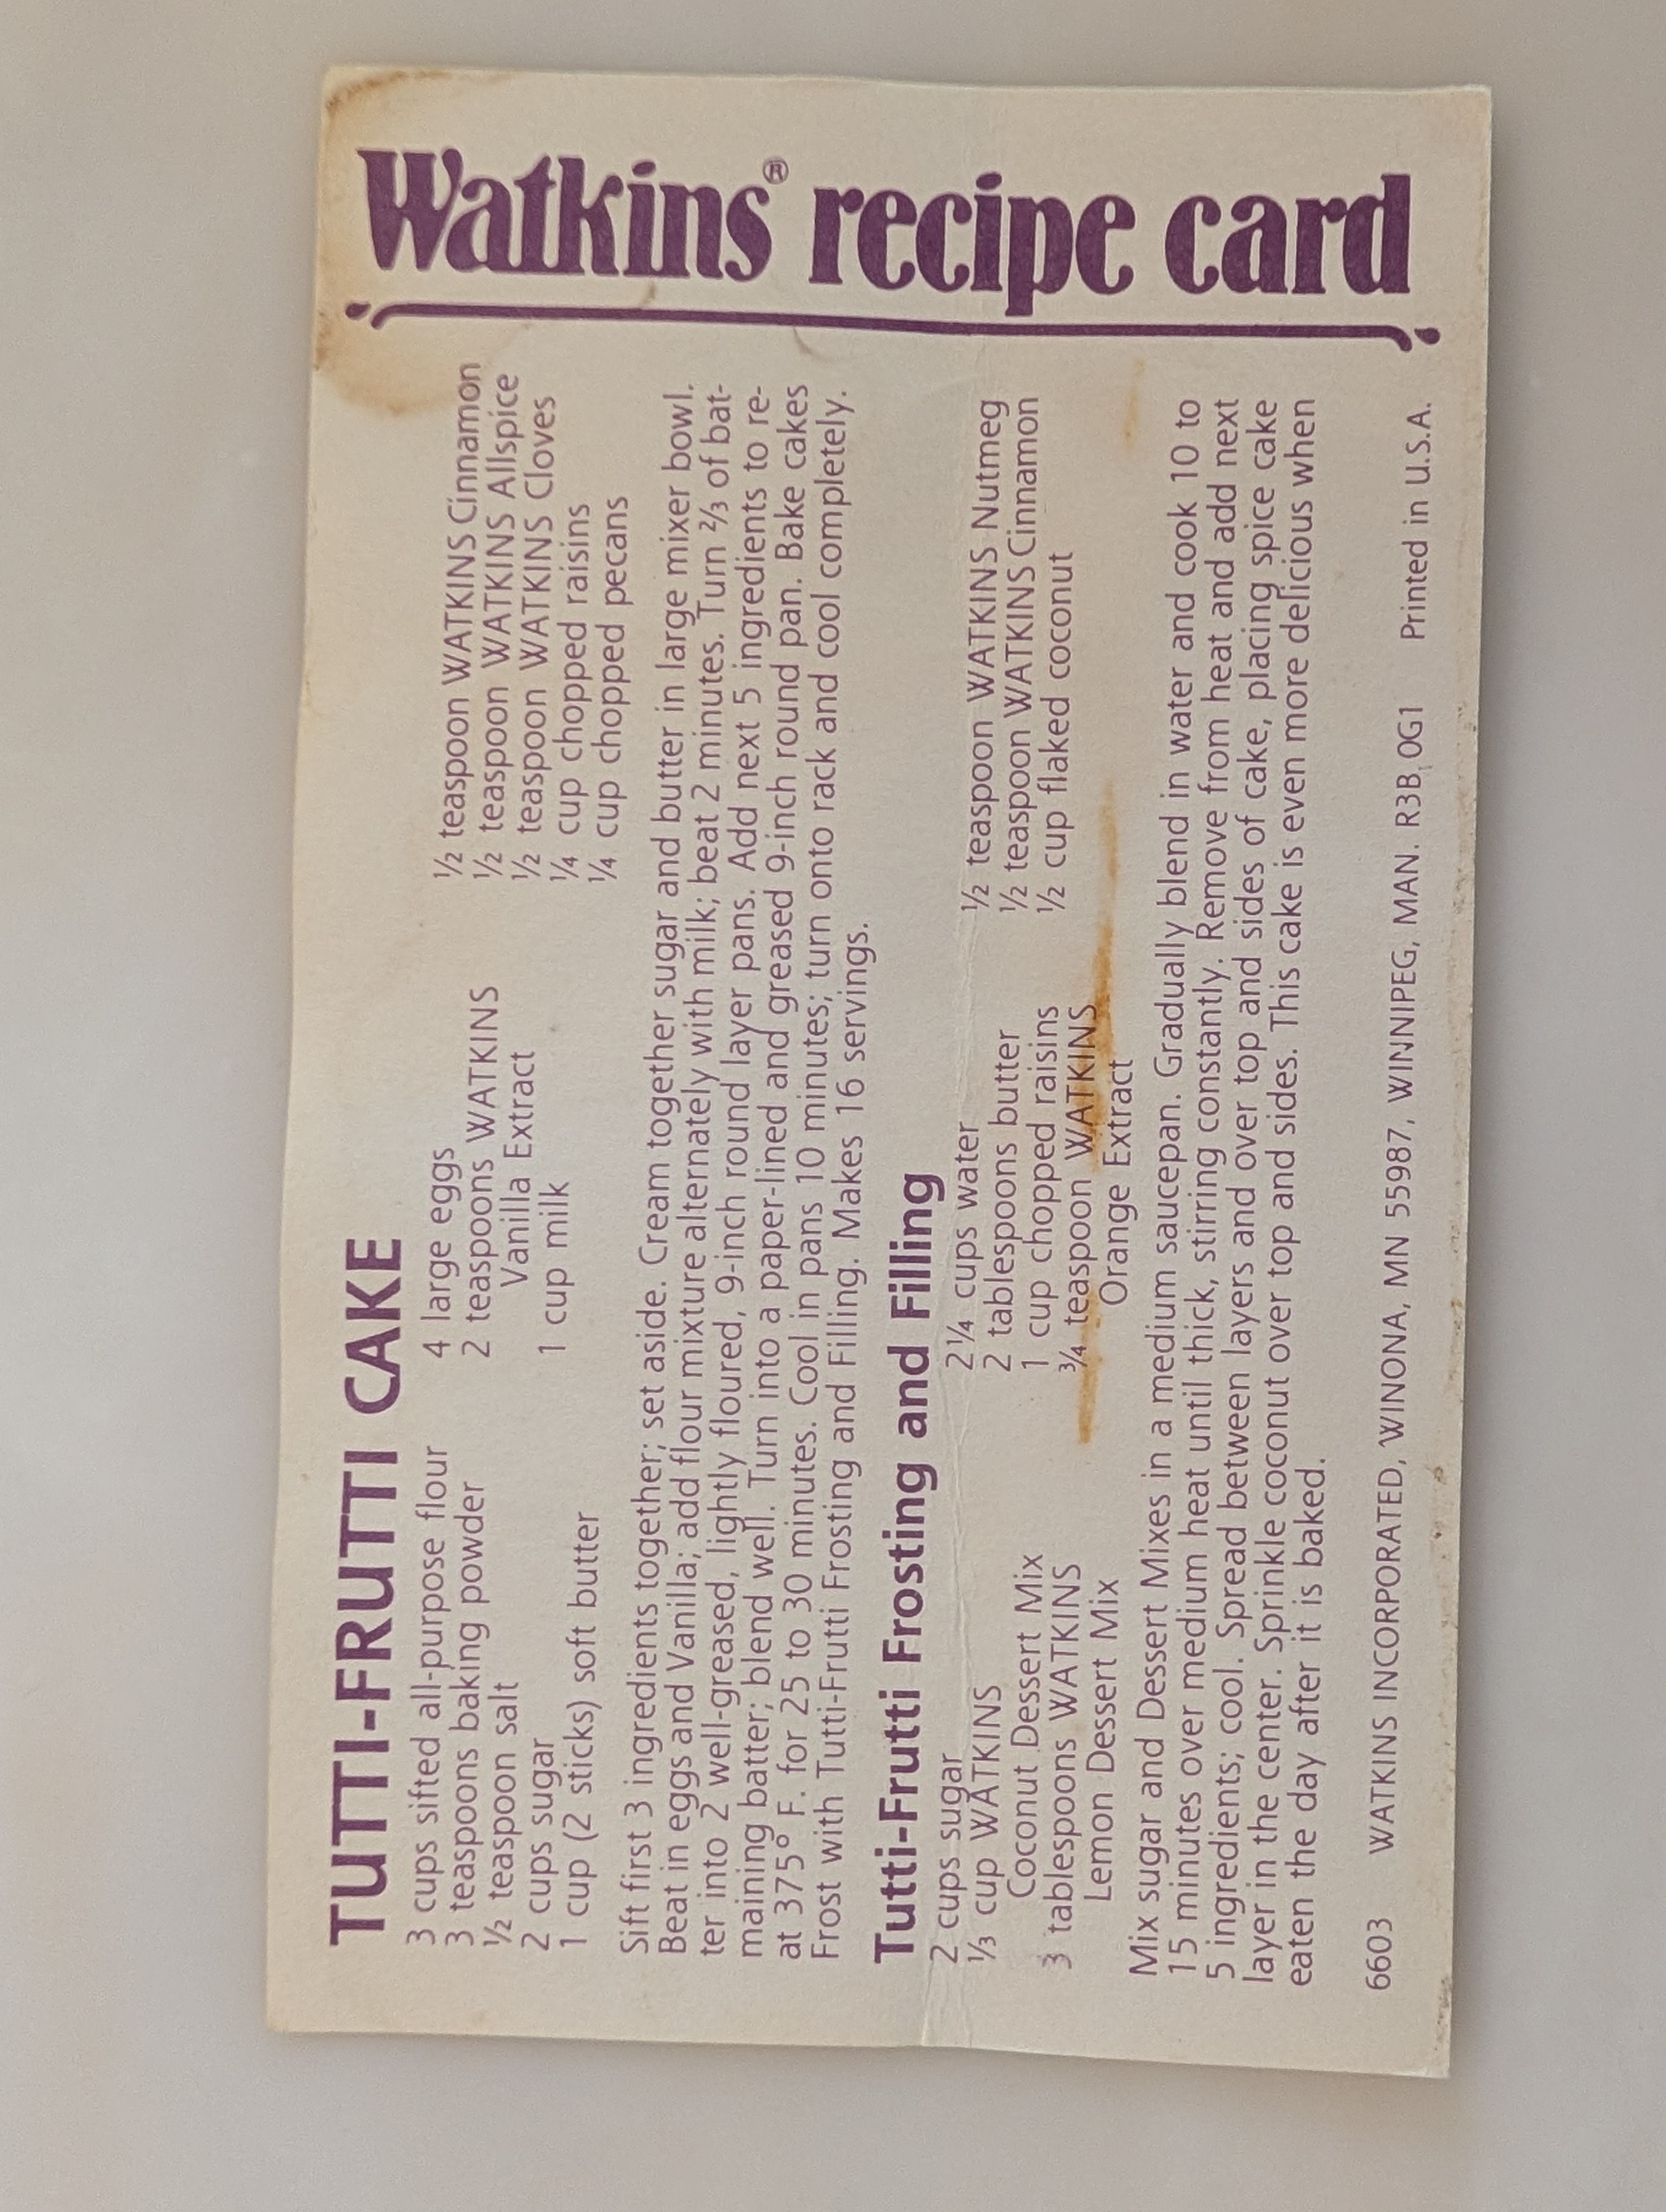 TUTTI-FRUTTI CAKE
3 cups sifted all-purpose flour
3 teaspoons baking powder
½ teaspoon salt
2 cups sugar
1 cup (2 sticks) soft butter
4 large eggs
2 teaspoons WATKINS
Vanilla Extract
1 cup milk
½ teaspoon WATKINS Cinnamon
½ teaspoon WATKINS Allspice
½ teaspoon WATKINS Cloves
¼ cup chopped raisins
¼ cup chopped pecans
Sift first 3 ingredients together; set aside. Cream together sugar and butter in large mixer bowl.
Beat in eggs and Vanilla; add flour mixture alternately with milk; beat 2 minutes. Turn ⅔ of bat-
ter into 2 well-greased, lightly floured, 9-inch round layer pans. Add next 5 ingredients to re-
maining batter; blend well. Turn into a paper-lined and greased 9-inch round pan. Bake cakes
at 375° F. for 25 to 30 minutes. Cool in pans 10 minutes; turn onto rack and cool completely.
Frost with Tutti-Frutti Frosting and Filling. Makes 16 servings.
Tutti-Frutti Frosting and Filling
2 cups sugar
⅓ cup WATKINS
Coconut Dessert Mix
3 tablespoons WATKINS
Lemon Dessert Mix
2¼ cups water
2 tablespoons butter
1 cup chopped raisins
¾ teaspoon WATKINS
Orange Extract
½ teaspoon WATKINS Nutmeg
½ teaspoon WATKINS Cinnamon
½ cup flaked coconut
Mix sugar and Dessert Mixes in a medium saucepan. Gradually blend in water and cook 10 to
15 minutes over medium heat until thick, stirring constantly. Remove from heat and add next
5 ingredients; cool. Spread between layers and over top and sides of cake, placing spice cake
layer in the center. Sprinkle coconut over top and sides. This cake is even more delicious when
eaten the day after it is baked.
6603 WATKINS INCORPORATED, WINONA, MN 55987, WINNIPEG, MAN. R3B 0G1 Printed in U.S.A.
Watkins® recipe card